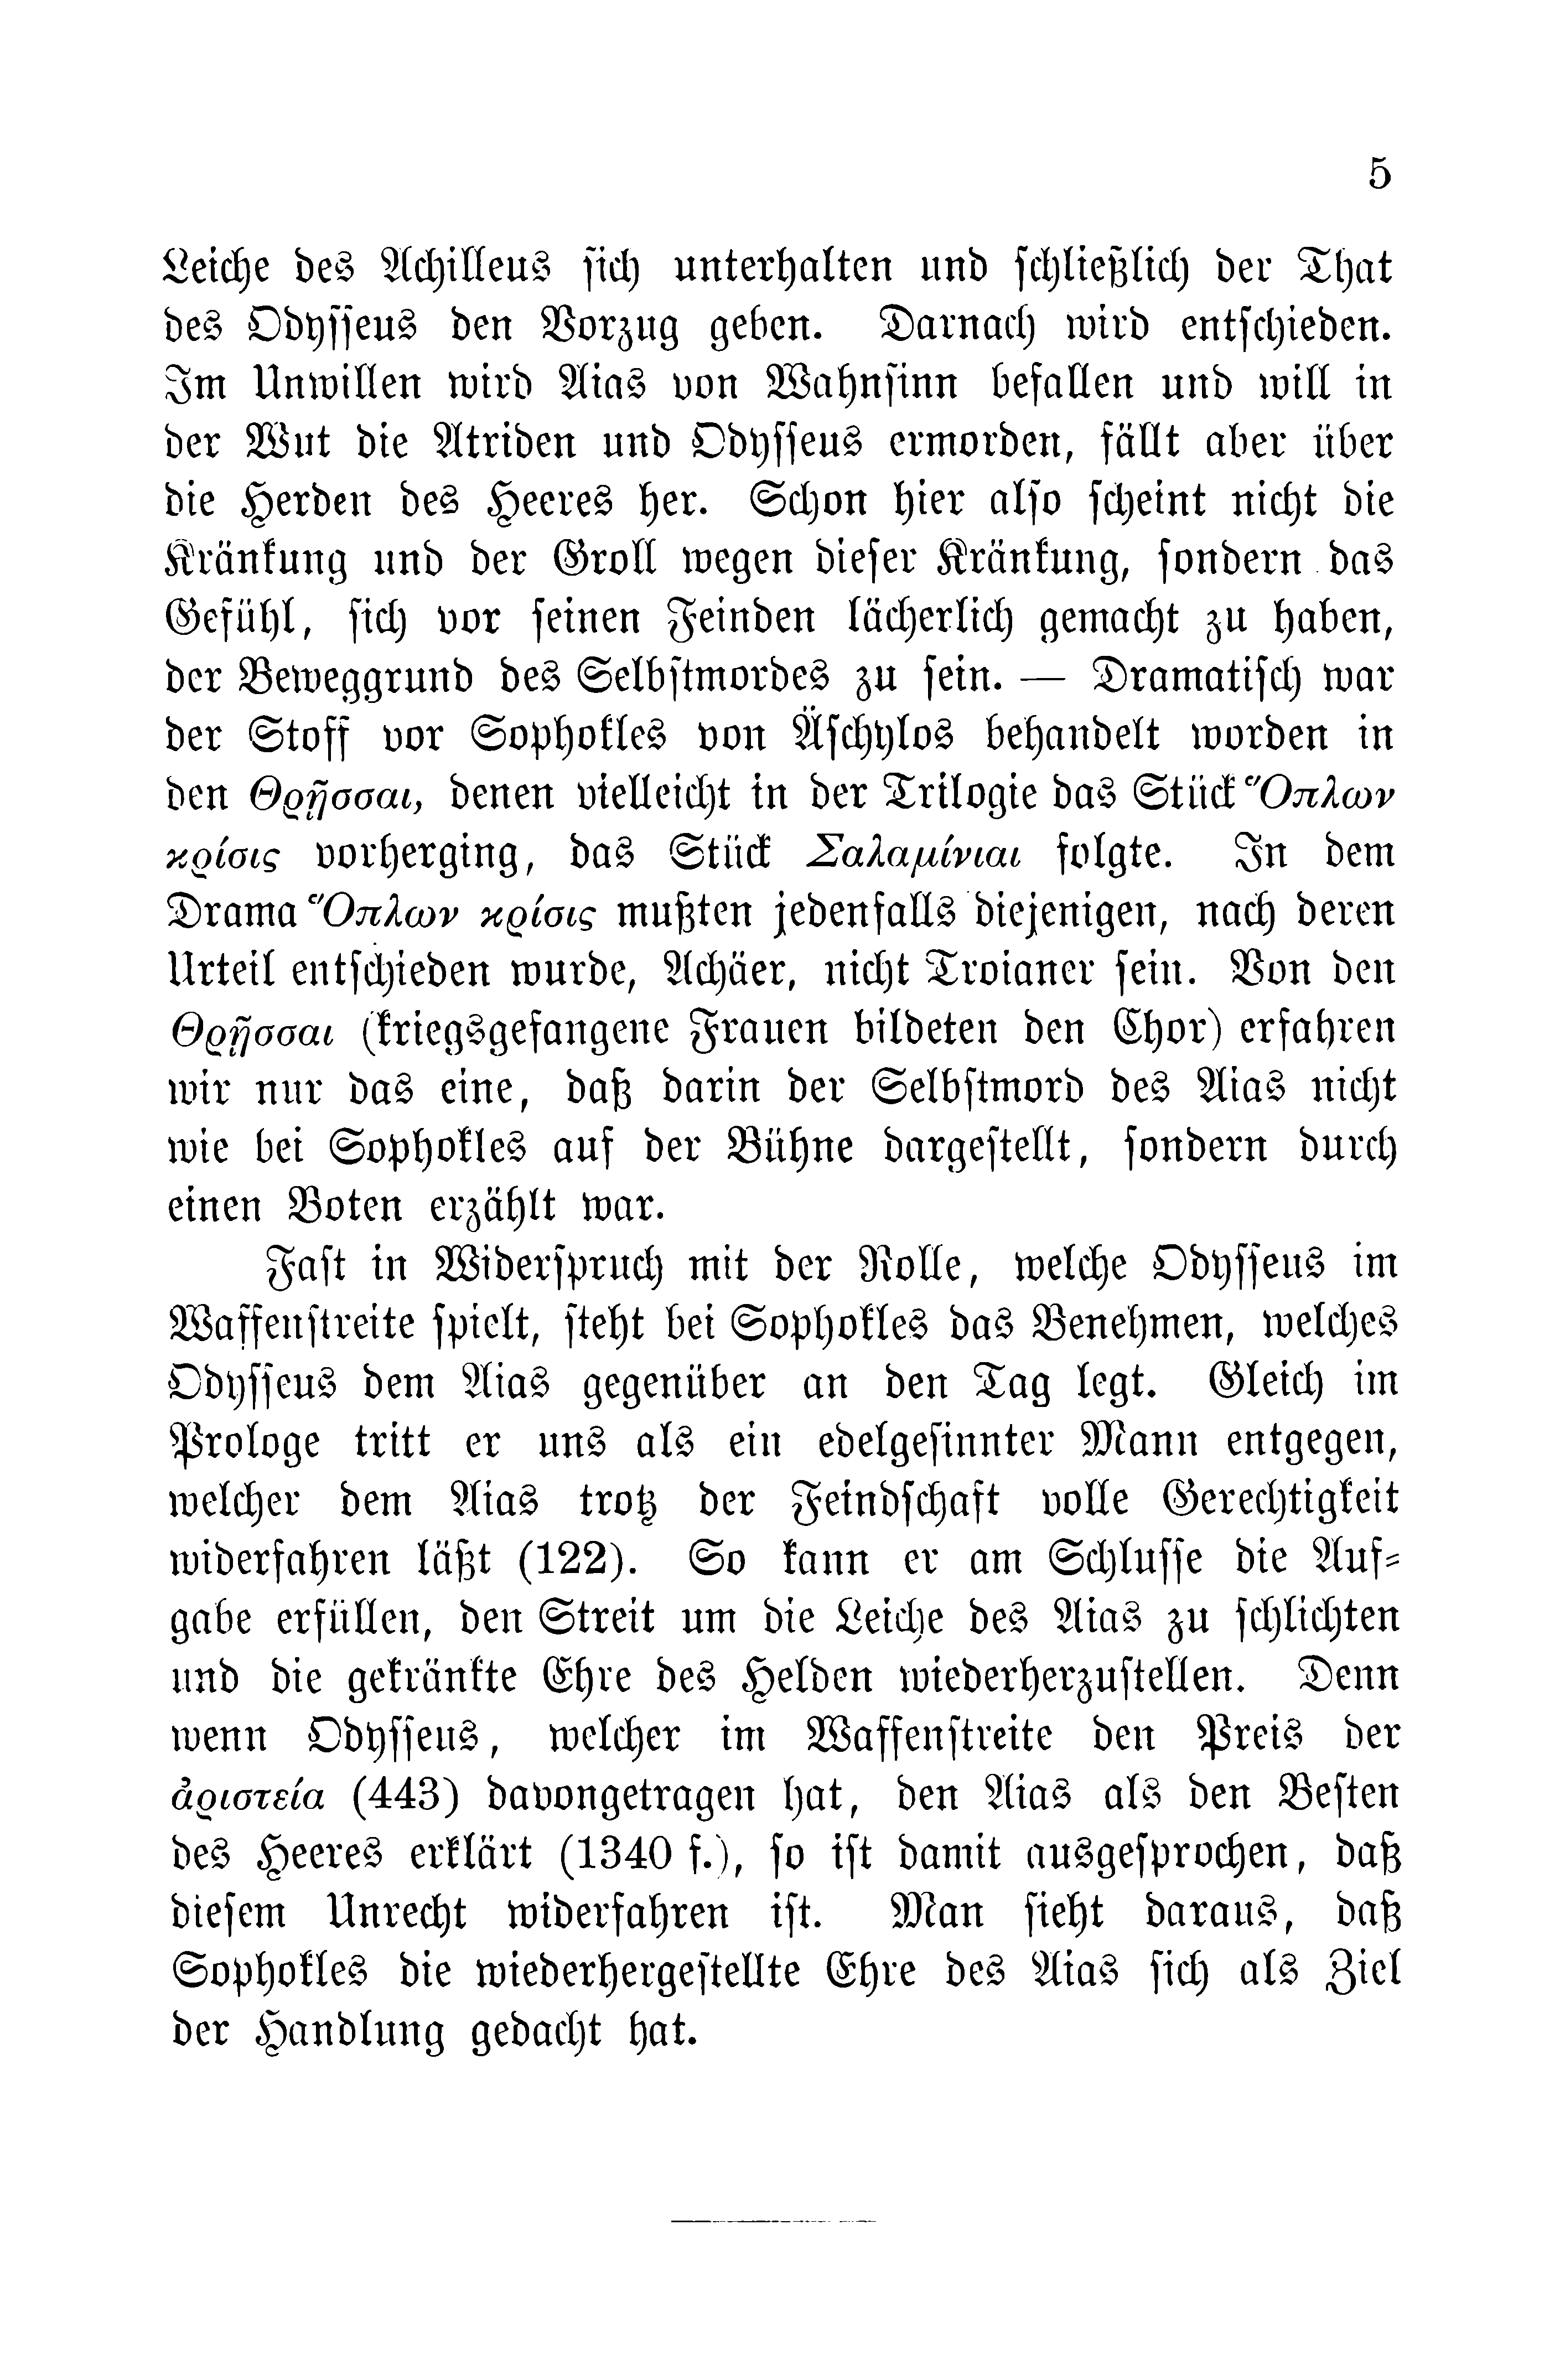 5
Leiche des Achilleus sich unterhalten und schließlich der That
des Odysseus den Vorzug geben. Darnach wird entschieden.
Im Unwillen wird Aias von Wahnsinn befallen und will in
der Wut die Atriden und Odysseus ermorden, fällt aber über
die Herden des Heeres her. Schon hier also scheint nicht die
Kränkung und der Groll wegen dieser Kränkung, sondern das
Gefühl, sich vor seinen Feinden lächerlich gemacht zu haben,
der Beweggrund des Selbstmordes zu sein. — Dramatisch war
der Stoff vor Sophokles von Äschylos behandelt worden in
den Θρῇσσαι, denen vielleicht in der Trilogie das Stück Ὅπλων
κρίσις vorherging, das Stück Σαλαμίνιαι folgte. In dem
Drama Ὅπλων κρίσις mußten jedenfalls diejenigen, nach deren
Urteil entschieden wurde, Achäer, nicht Troianer sein. Von den
Θρῇσσαι (kriegsgefangene Frauen bildeten den Chor) erfahren
wir nur das eine, daß darin der Selbstmord des Aias nicht
wie bei Sophokles auf der Bühne dargestellt, sondern durch
einen Boten erzählt war.
Fast in Widerspruch mit der Rolle, welche Odysseus im
Waffenstreite spielt, steht bei Sophokles das Benehmen, welches
Odysseus dem Aias gegenüber an den Tag legt. Gleich im
Prologe tritt er uns als ein edelgesinnter Mann entgegen,
welcher dem Aias trotz der Feindschaft volle Gerechtigkeit
widerfahren läßt (122). So kann er am Schlusse die Auf-
gabe erfüllen, den Streit um die Leiche des Aias zu schlichten
und die gekränkte Ehre des Helden wiederherzustellen. Denn
wenn Odysseus, welcher im Waffenstreite den Preis der
ἀριστεία (443) davongetragen hat, den Aias als den Besten
des Heeres erklärt (1340 f.), so ist damit ausgesprochen, daß
diesem Unrecht widerfahren ist. Man sieht daraus, daß
Sophokles die wiederhergestellte Ehre des Aias sich als Ziel
der Handlung gedacht hat.